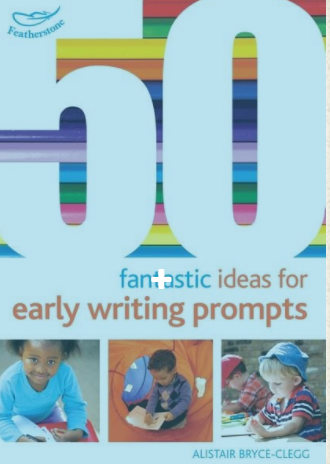 Featherstone
50
fantastic ideas for
early writing prompts
ALISTAIR BRYCE-CLEGG